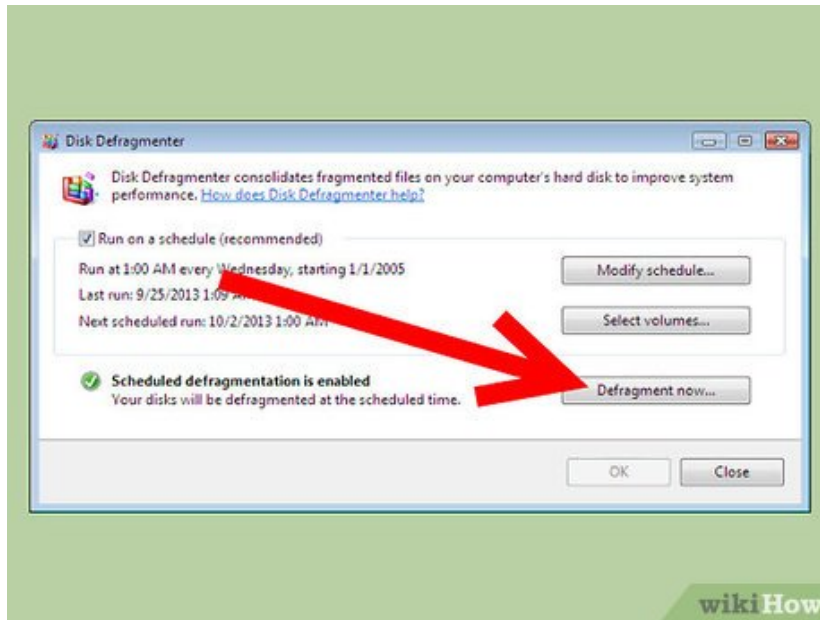 Disk Defragmenter
Disk Defragmenter consolidates fragmented files on your computer's hard disk to improve system
performance. How does Disk Defragmenter help?
Run on a schedule (recommended)
Run at 1:00 AM every Wednesday, starting 1/1/2005
Modify schedule...
Last run: 9/25/2013 1:09
Next scheduled run: 10/2/2013 1:00 AM
Select volumes...
Scheduled defragmentation is enabled
Your disks will be defragmented at the scheduled time.
Defragment now...
OK
Close
wikiHow